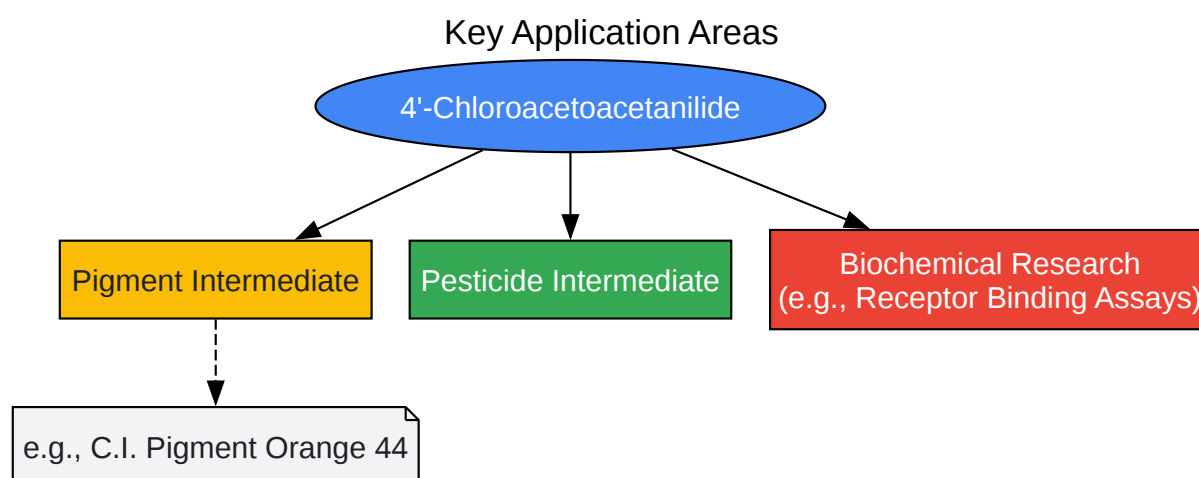 Key Application Areas
4'-Chloroacetoacetanilide
Pigment Intermediate
Pesticide Intermediate
Biochemical Research
(e.g., Receptor Binding Assays)
e.g., C.I. Pigment Orange 44